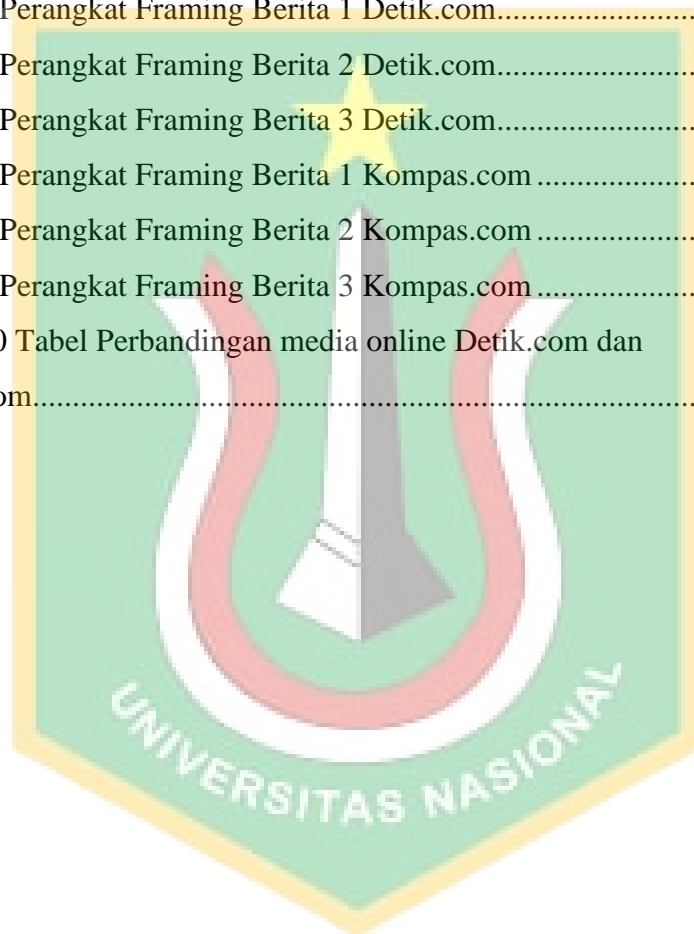 Perangkat Framing Berita 1 Detik.com......................
Perangkat Framing Berita 2 Detik.com......................
Perangkat Framing Berita 3 Detik.com......................
Perangkat Framing Berita 1 Kompas.com .................
Perangkat Framing Berita 2 Kompas.com .................
Perangkat Framing Berita 3 Kompas.com .................
0 Tabel Perbandingan media online Detik.com dan
om...............................................................................
UNIVERSITAS NASIONAL